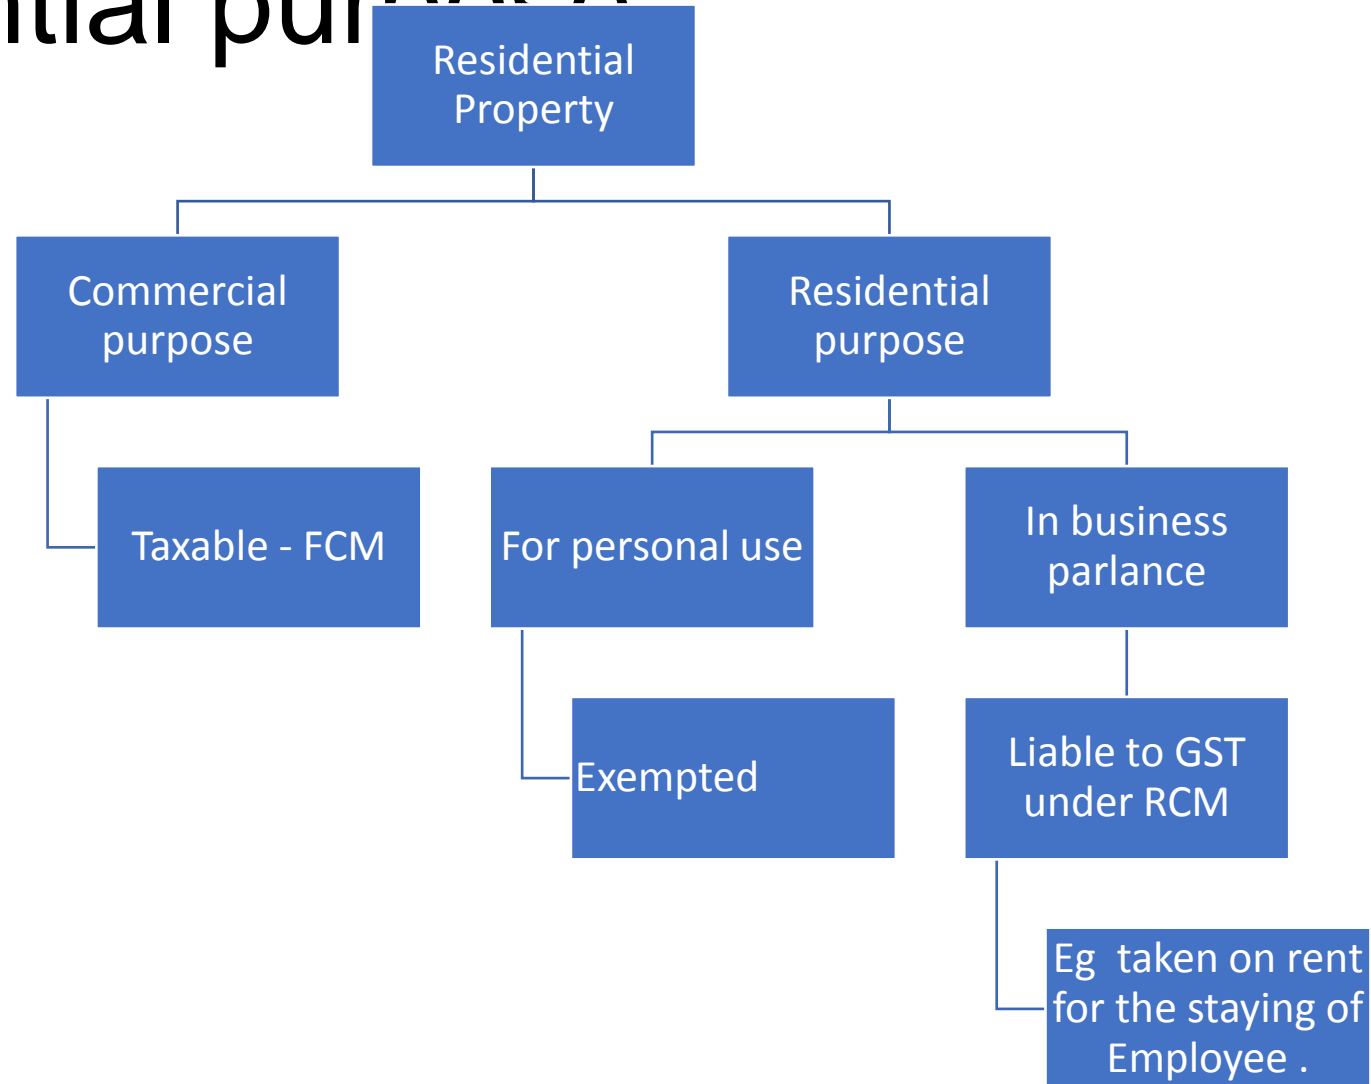 Residential
Property
Commercial
purpose
Residential
purpose
Taxable - FCM
For personal use
In business
parlance
Exempted
Liable to GST
under RCM
Eg  taken on rent
for the staying of
Employee .